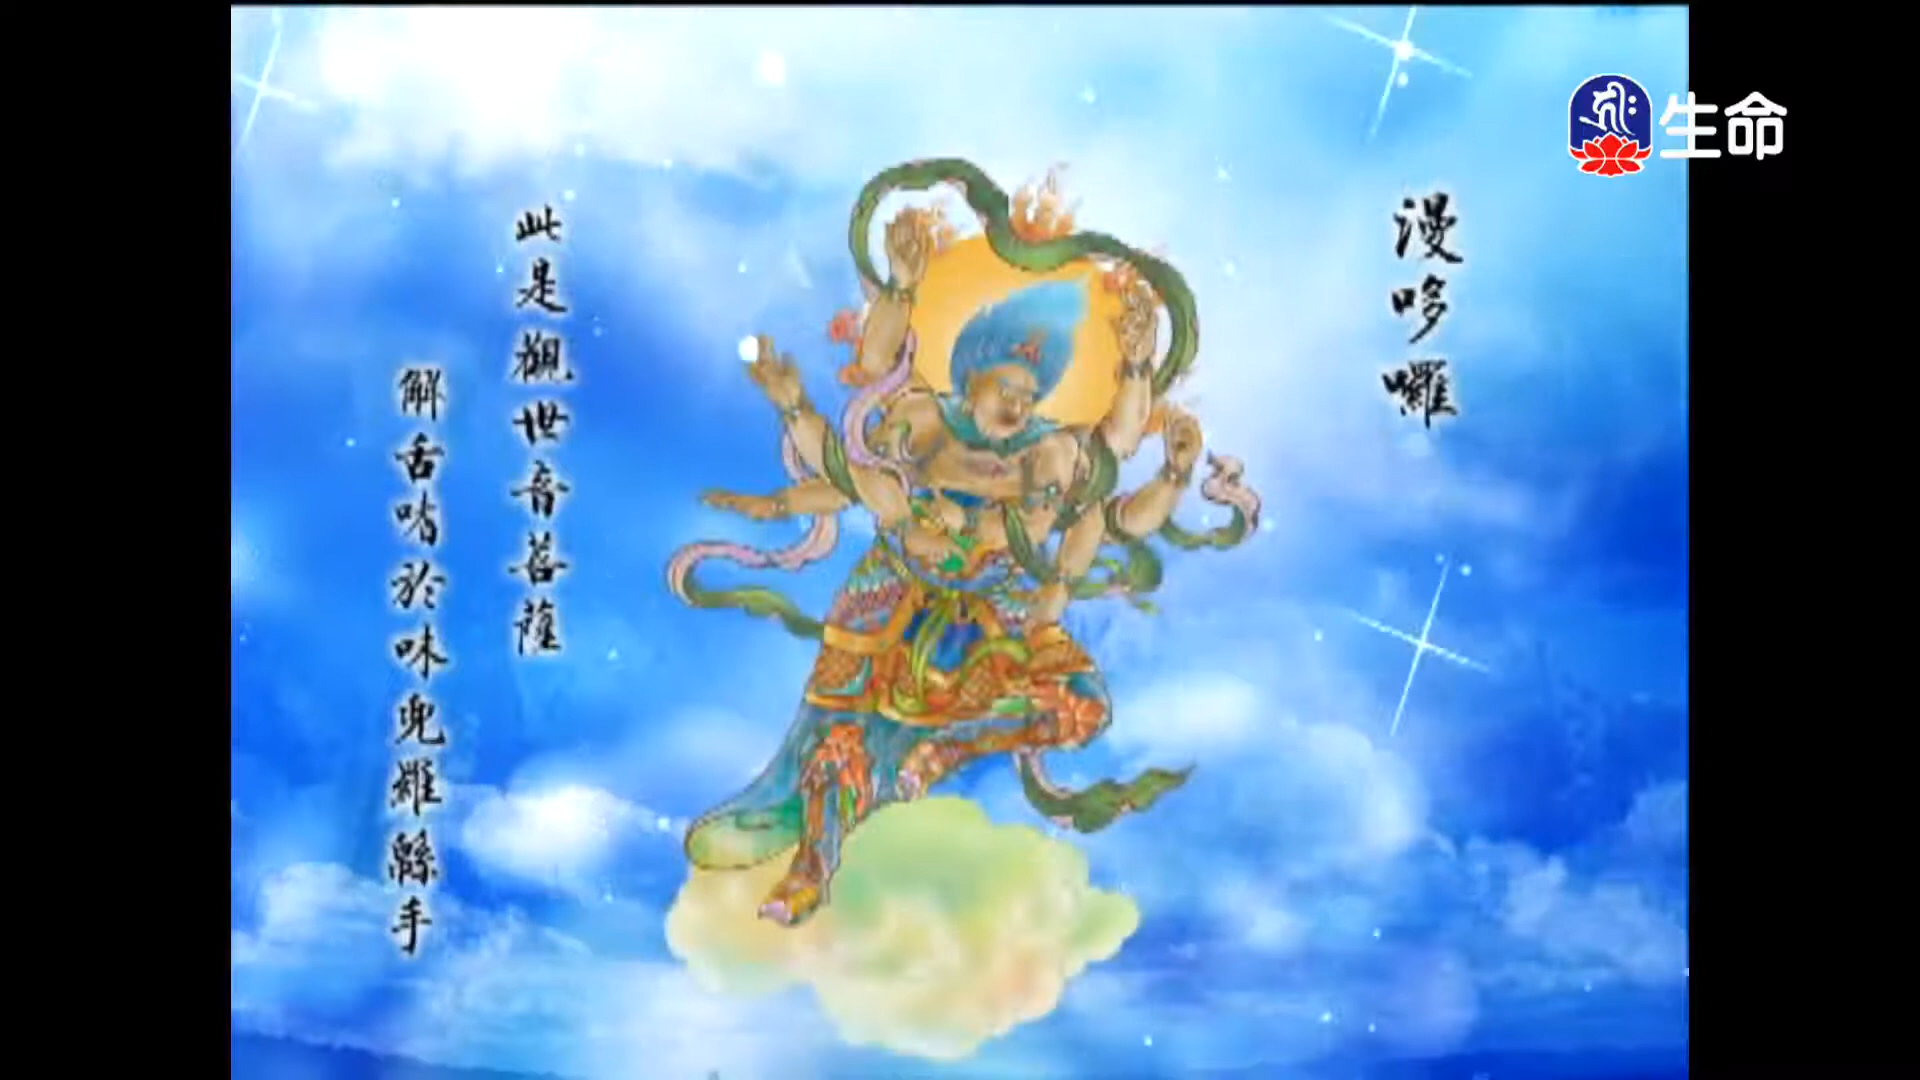 生命
漫哆囉
此是觀世音菩薩
解舌於味兜羅緜手